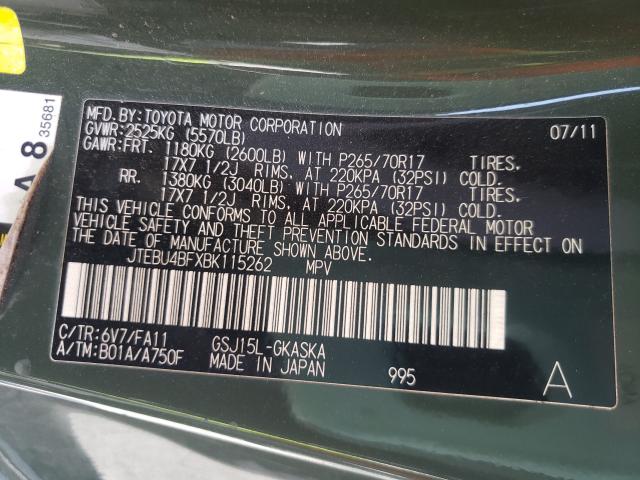 MFD.BY:TOYOTA MOTOR CORPORATION 07/11
GVWR:2525KG (5570LB)
GAWR:FRT. 1180KG (2600LB) WITH P265/70R17 TIRES.
17X7 1/2J RIMS. AT 220KPA (32PSI) COLD.
RR. 1380KG (3040LB) WITH P265/70R17 TIRES.
17X7 1/2J RIMS. AT 220KPA (32PSI) COLD.
THIS VEHICLE CONFORMS TO ALL APPLICABLE FEDERAL MOTOR
VEHICLE SAFETY AND THEFT PREVENTION STANDARDS IN EFFECT ON
THE DATE OF MANUFACTURE SHOWN ABOVE.
JTEBU4BFXBK115262 MPV
C/TR:6V7/FA11 GSJ15L-GKASKA
A/TM:B01A/A750F MADE IN JAPAN 995 A
A 8 35681